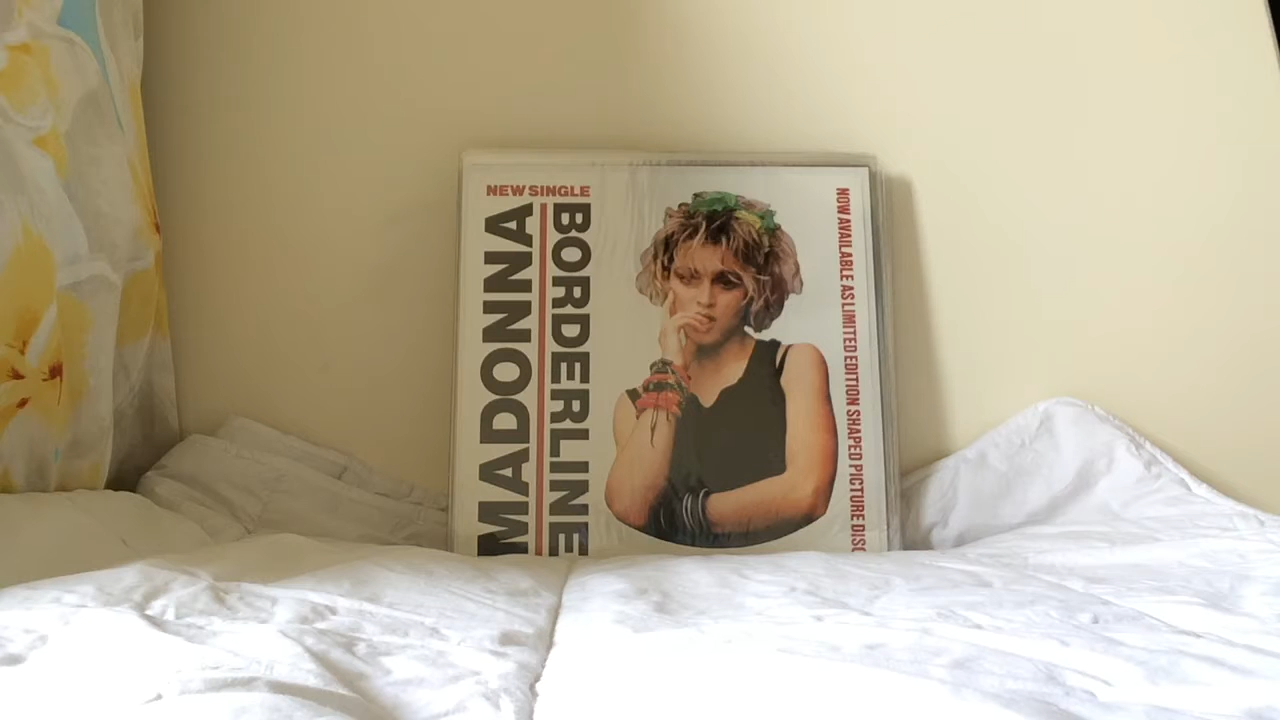 NEW SINGLE
MADONNA
BORDERLINE
NOW AVAILABLE AS LIMITED EDITION SHAPED PICTURE DISC